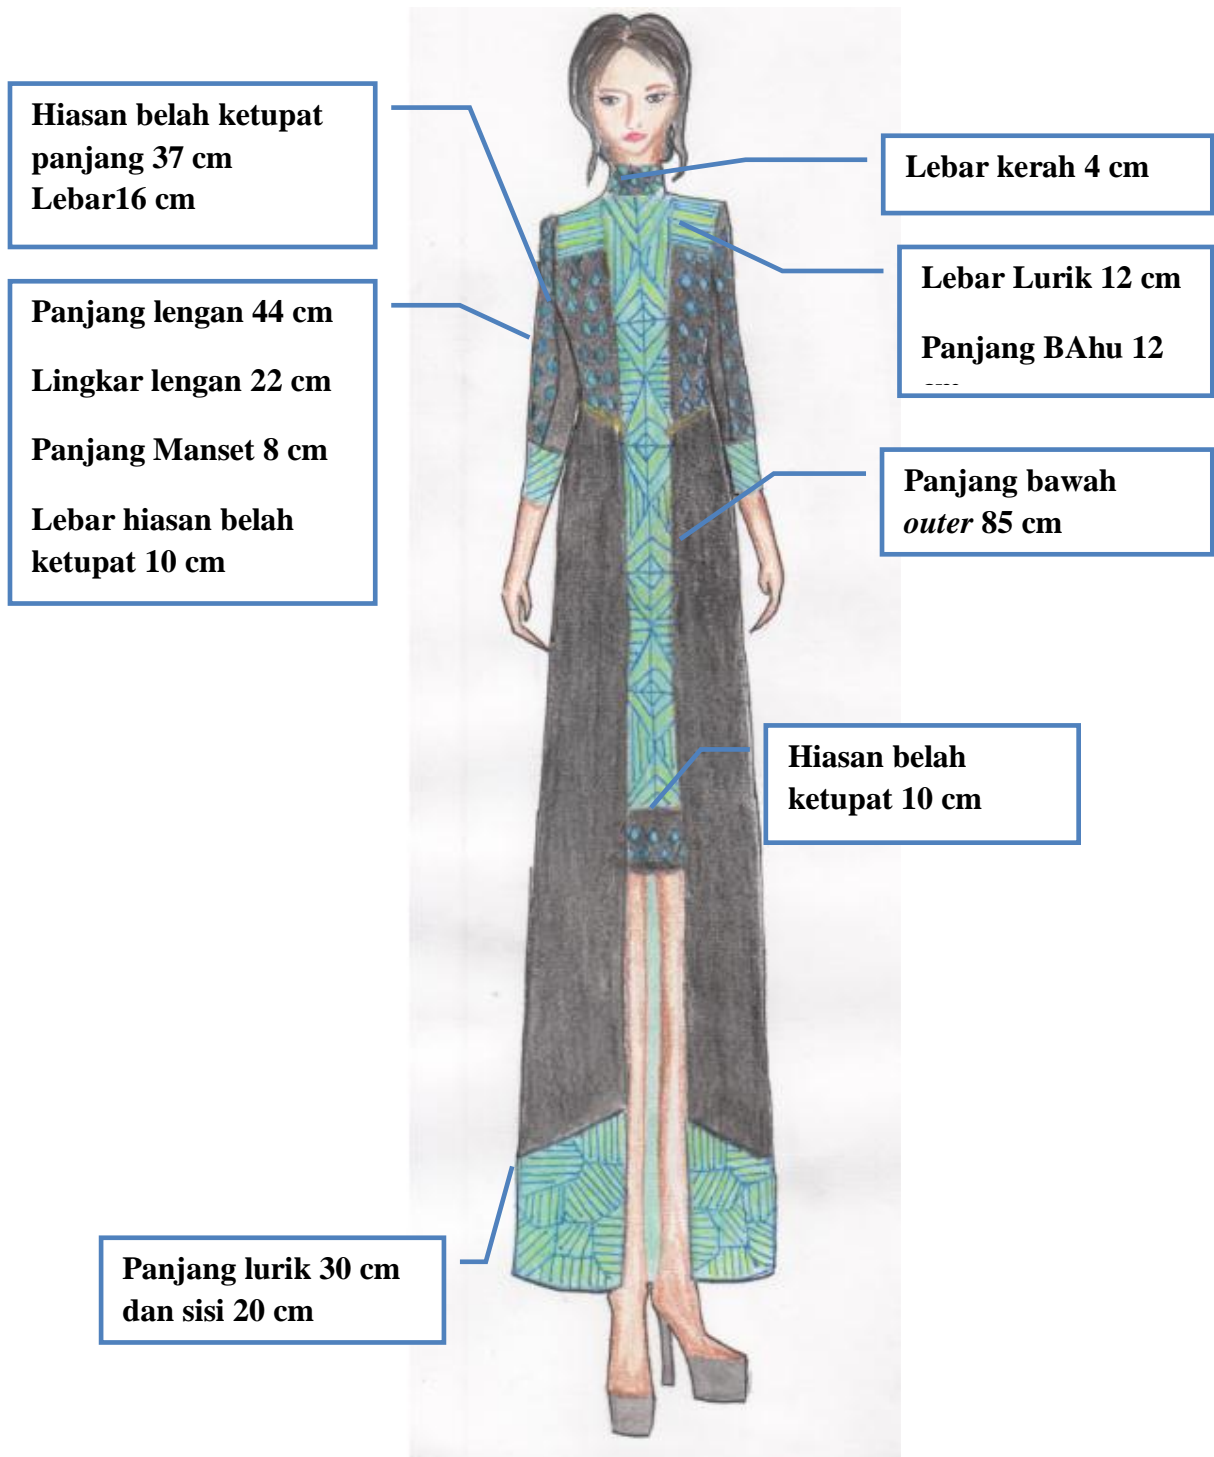 Hiasan belah ketupat
panjang 37 cm
Lebar16 cm
Panjang lengan 44 cm
Lingkar lengan 22 cm
Panjang Manset 8 cm
Lebar hiasan belah
ketupat 10 cm
Lebar kerah 4 cm
Lebar Lurik 12 cm
Panjang BAhu 12
Panjang bawah
outer 85 cm
Hiasan belah
ketupat 10 cm
Panjang lurik 30 cm
dan sisi 20 cm